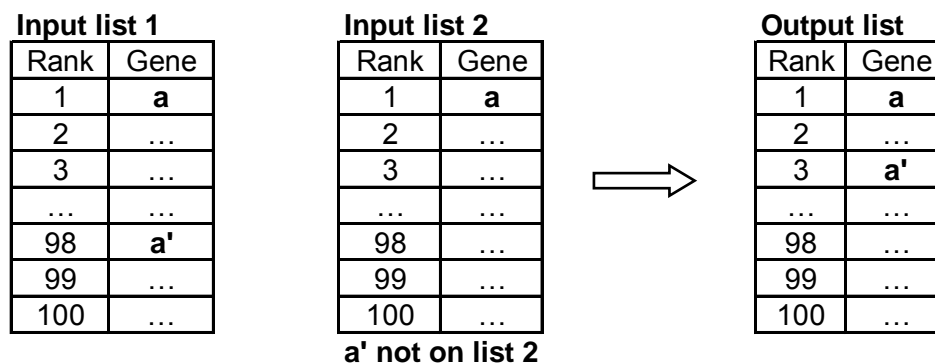 Input list 1 Input list 2 Output list
Rank Gene Rank Gene Rank Gene
1 a 1 a 1 a
2 … 2 … 2 …
3 … 3 … 3 a'
… … … … … …
98 a' 98 … 98 …
99 … 99 … 99 …
100 … 100 … 100 …
a' not on list 2